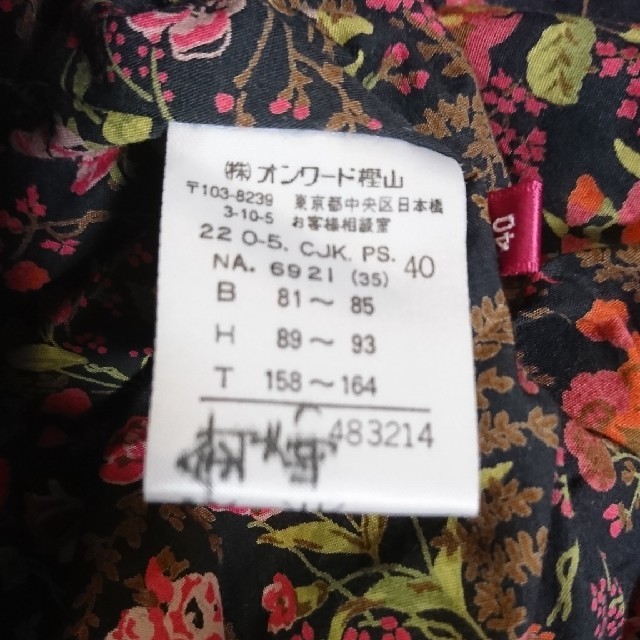 ㈱オンワード樫山
〒103-8239 東京都中央区日本橋
3-10-5 お客様相談室
22 O-5. CJK. PS.
NA. 6921 (35) 40
B 81～ 85
H 89～ 93
T 158～164
483214
40